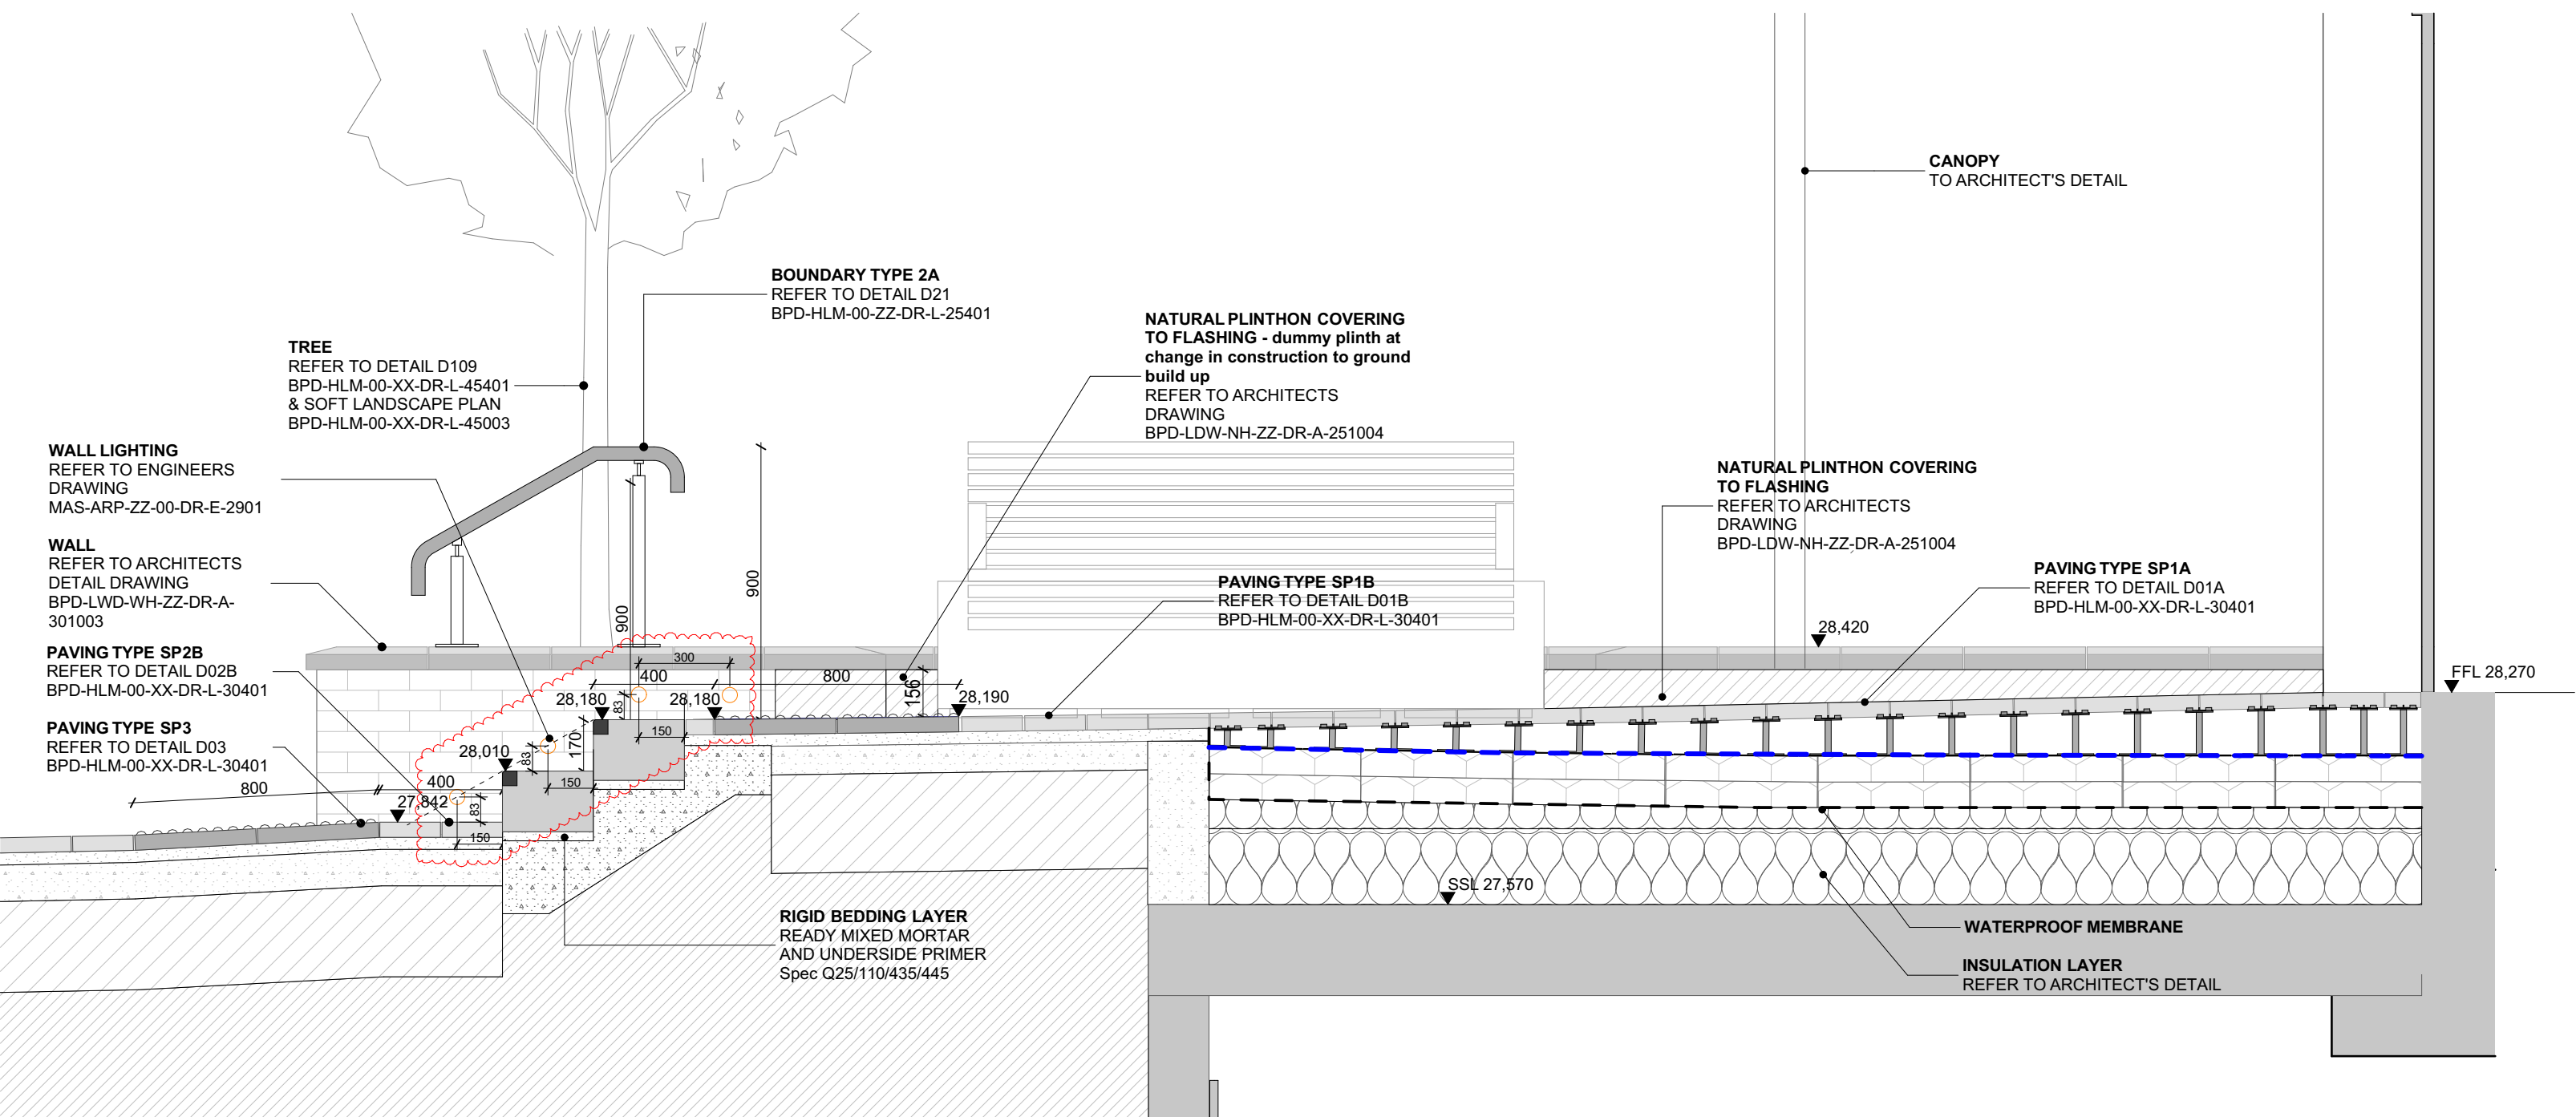 CANOPY
TO ARCHITECT'S DETAIL
BOUNDARY TYPE 2A
REFER TO DETAIL D21
BPD-HLM-00-ZZ-DR-L-25401
NATURAL PLINTHON COVERING
TO FLASHING - dummy plinth at
change in construction to ground
build up
REFER TO ARCHITECTS
DRAWING
BPD-LDW-NH-ZZ-DR-A-251004
TREE
REFER TO DETAIL D109
BPD-HLM-00-XX-DR-L-45401
& SOFT LANDSCAPE PLAN
BPD-HLM-00-XX-DR-L-45003
WALL LIGHTING
REFER TO ENGINEERS
DRAWING
MAS-ARP-ZZ-00-DR-E-2901
NATURAL PLINTHON COVERING
TO FLASHING
REFER TO ARCHITECTS
DRAWING
BPD-LDW-NH-ZZ-DR-A-251004
WALL
REFER TO ARCHITECTS
DETAIL DRAWING
BPD-LWD-WH-ZZ-DR-A-
301003
PAVING TYPE SP1B
REFER TO DETAIL D01B
BPD-HLM-00-XX-DR-L-30401
PAVING TYPE SP1A
REFER TO DETAIL D01A
BPD-HLM-00-XX-DR-L-30401
900
900
28,420
PAVING TYPE SP2B
REFER TO DETAIL D02B
BPD-HLM-00-XX-DR-L-30401
300
400
800
156
FFL 28,270
28,180
83
28,180
28,190
PAVING TYPE SP3
REFER TO DETAIL D03
BPD-HLM-00-XX-DR-L-30401
150
170
28,010
83
150
800
400
27,842
83
150
SSL 27,570
RIGID BEDDING LAYER
READY MIXED MORTAR
AND UNDERSIDE PRIMER
Spec Q25/110/435/445
WATERPROOF MEMBRANE
INSULATION LAYER
REFER TO ARCHITECT'S DETAIL